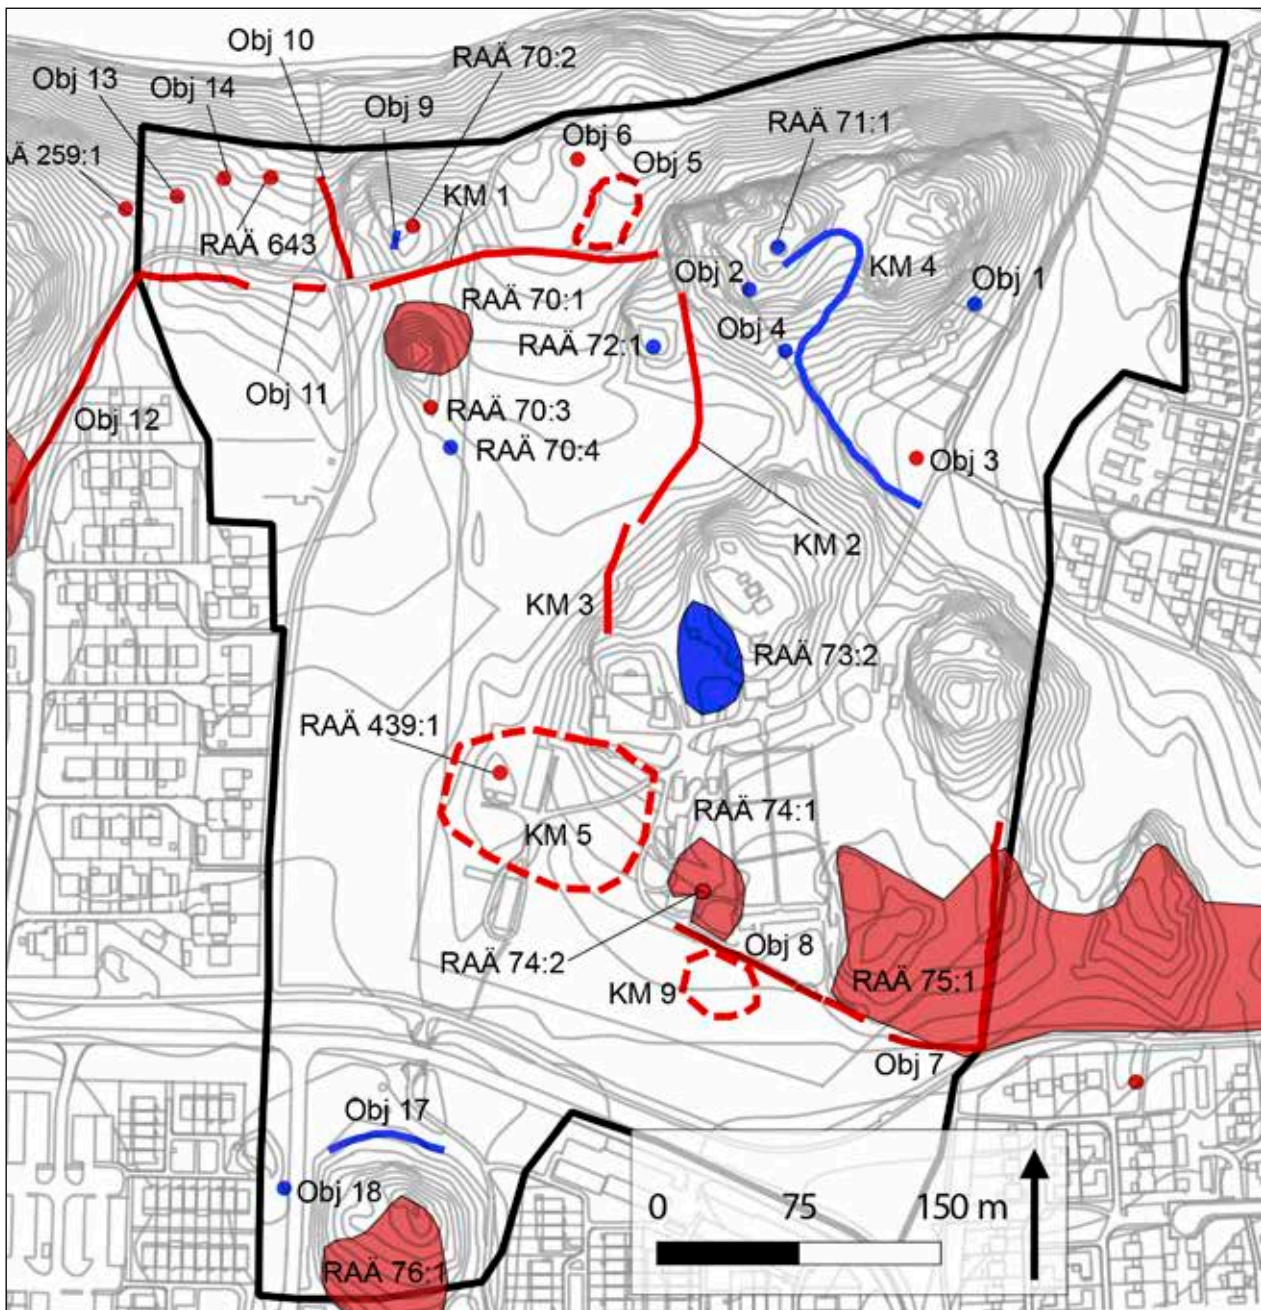 Obj 10
RAÄ 70:2
Obj 13
Obj 14
Obj 9
Obj 6
RAÄ 71:1
Obj 5
ÄÄ 259:1
KM 1
RAÄ 643
Obj 2
KM 4
Obj 1
RAÄ 70:1
Obj 4
RAÄ 72:1
Obj 11
Obj 12
RAÄ 70:3
RAÄ 70:4
Obj 3
KM 2
KM 3
RAÄ 73:2
RAÄ 439:1
RAÄ 74:1
KM 5
Obj 8
RAÄ 74:2
RAÄ 75:1
KM 9
Obj 7
Obj 17
Obj 18
0 75 150 m
RAÄ 76:1